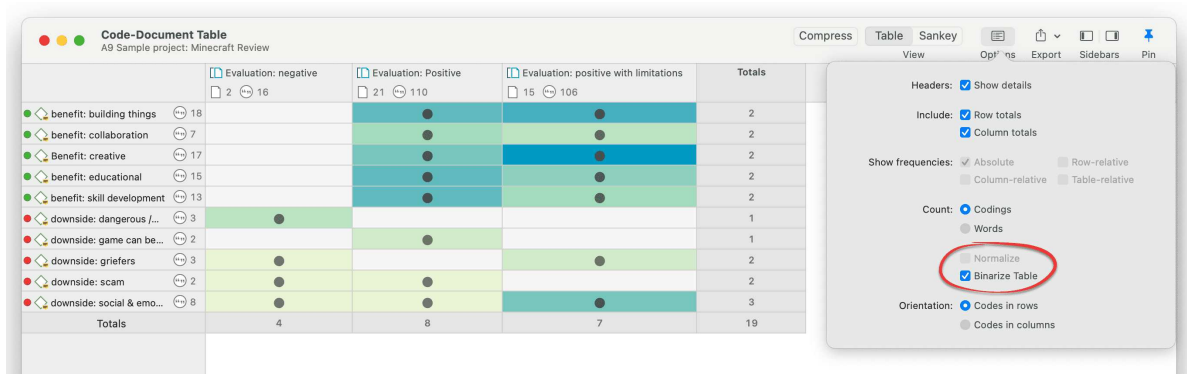 Code-Document Table
A9 Sample project: Minecraft Review
Compress Table Sankey
View Options Export Sidebars Pin
Evaluation: negative Evaluation: Positive Evaluation: positive with limitations Totals
2 16 21 110 15 106
benefit: building things 18 2
benefit: collaboration 7 2
Benefit: creative 17 2
benefit: educational 15 2
benefit: skill development 13 2
downside: dangerous /... 3 1
downside: game can be... 2 1
downside: griefers 3 2
downside: scam 2 2
downside: social & emo... 8 3
Totals 4 8 7 19
Headers: Show details
Include: Row totals
Column totals
Show frequencies: Absolute Row-relative
Column-relative Table-relative
Count: Codings
Words
Normalize
Binarize Table
Orientation: Codes in rows
Codes in columns